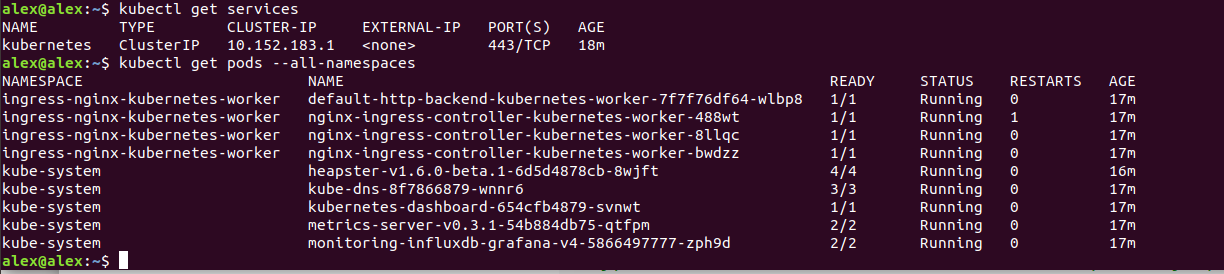 alex@alex:~$ kubectl get services
NAME TYPE CLUSTER-IP EXTERNAL-IP PORT(S) AGE
kubernetes ClusterIP 10.152.183.1 <none> 443/TCP 18m
alex@alex:~$ kubectl get pods --all-namespaces
NAMESPACE NAME READY STATUS RESTARTS AGE
ingress-nginx-kubernetes-worker default-http-backend-kubernetes-worker-7f7f76df64-wlbp8 1/1 Running 0 17m
ingress-nginx-kubernetes-worker nginx-ingress-controller-kubernetes-worker-488wt 1/1 Running 1 17m
ingress-nginx-kubernetes-worker nginx-ingress-controller-kubernetes-worker-8llqc 1/1 Running 0 17m
ingress-nginx-kubernetes-worker nginx-ingress-controller-kubernetes-worker-bwdzz 1/1 Running 0 17m
kube-system heapster-v1.6.0-beta.1-6d5d4878cb-8wjft 4/4 Running 0 16m
kube-system kube-dns-8f7866879-wnnr6 3/3 Running 0 17m
kube-system kubernetes-dashboard-654cfb4879-svnwt 1/1 Running 0 17m
kube-system metrics-server-v0.3.1-54b884db75-qtfpm 2/2 Running 0 17m
kube-system monitoring-influxdb-grafana-v4-5866497777-zph9d 2/2 Running 0 17m
alex@alex:~$